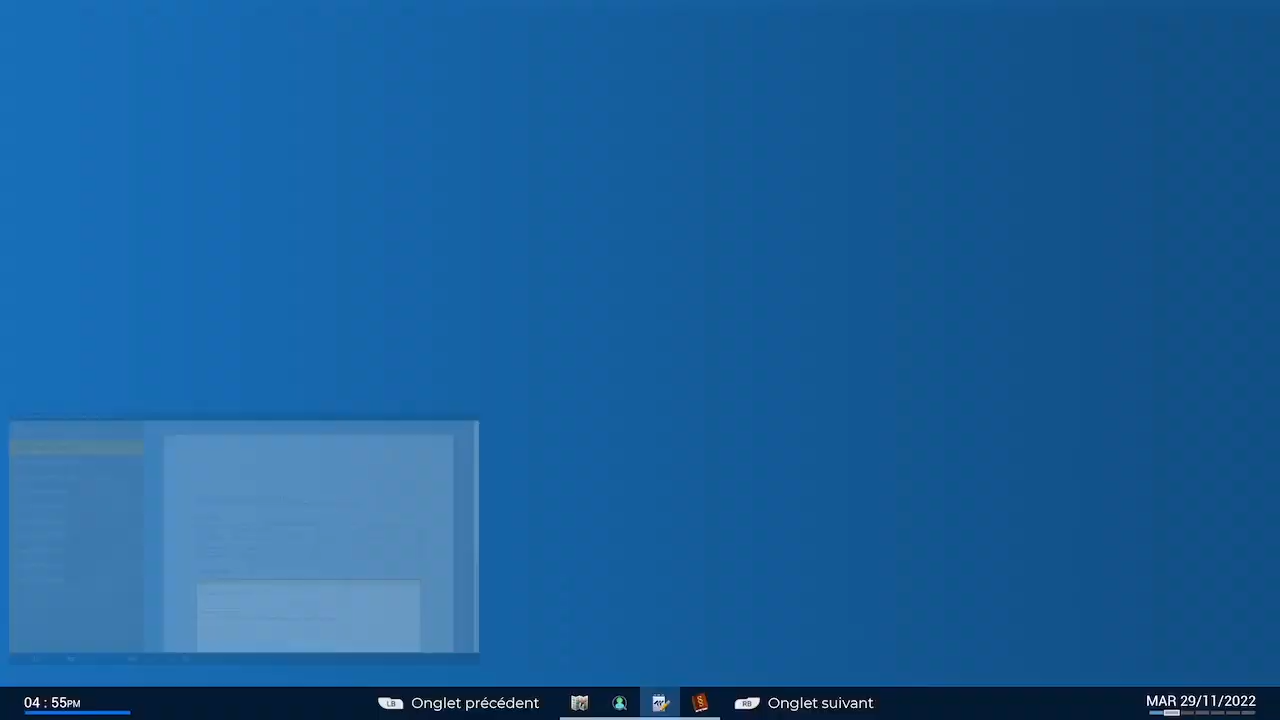 04 : 55PM
LB Onglet précédent
RB Onglet suivant
MAR 29/11/2022